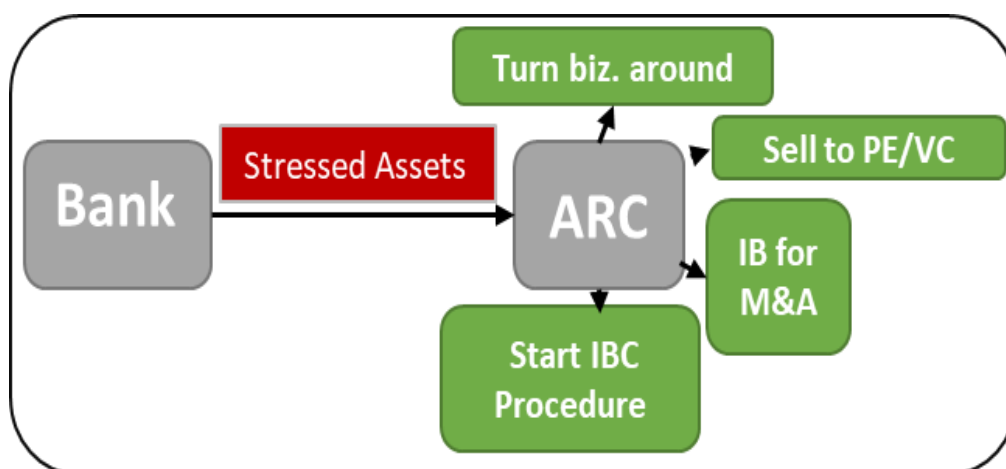 Turn biz. around
Sell to PE/VC
Stressed Assets
Bank
ARC
IB for
M&A
Start IBC
Procedure